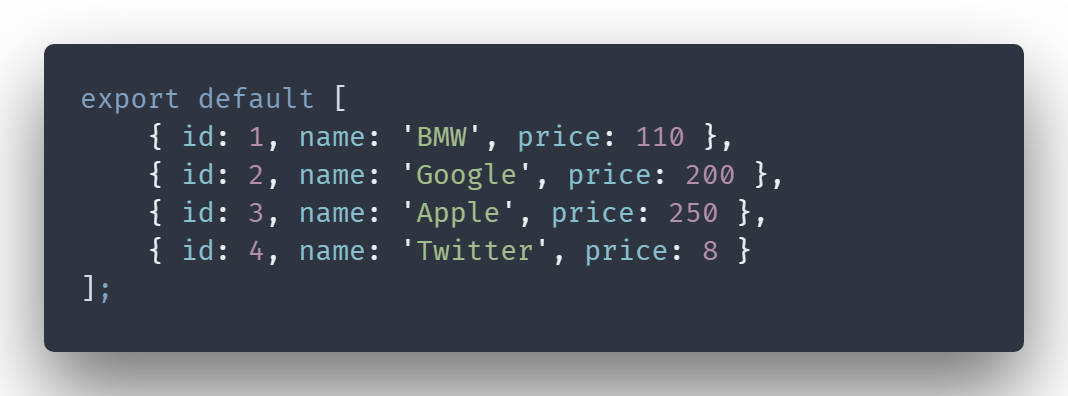 export default [
    { id: 1, name: 'BMW', price: 110 },
    { id: 2, name: 'Google', price: 200 },
    { id: 3, name: 'Apple', price: 250 },
    { id: 4, name: 'Twitter', price: 8 }
];